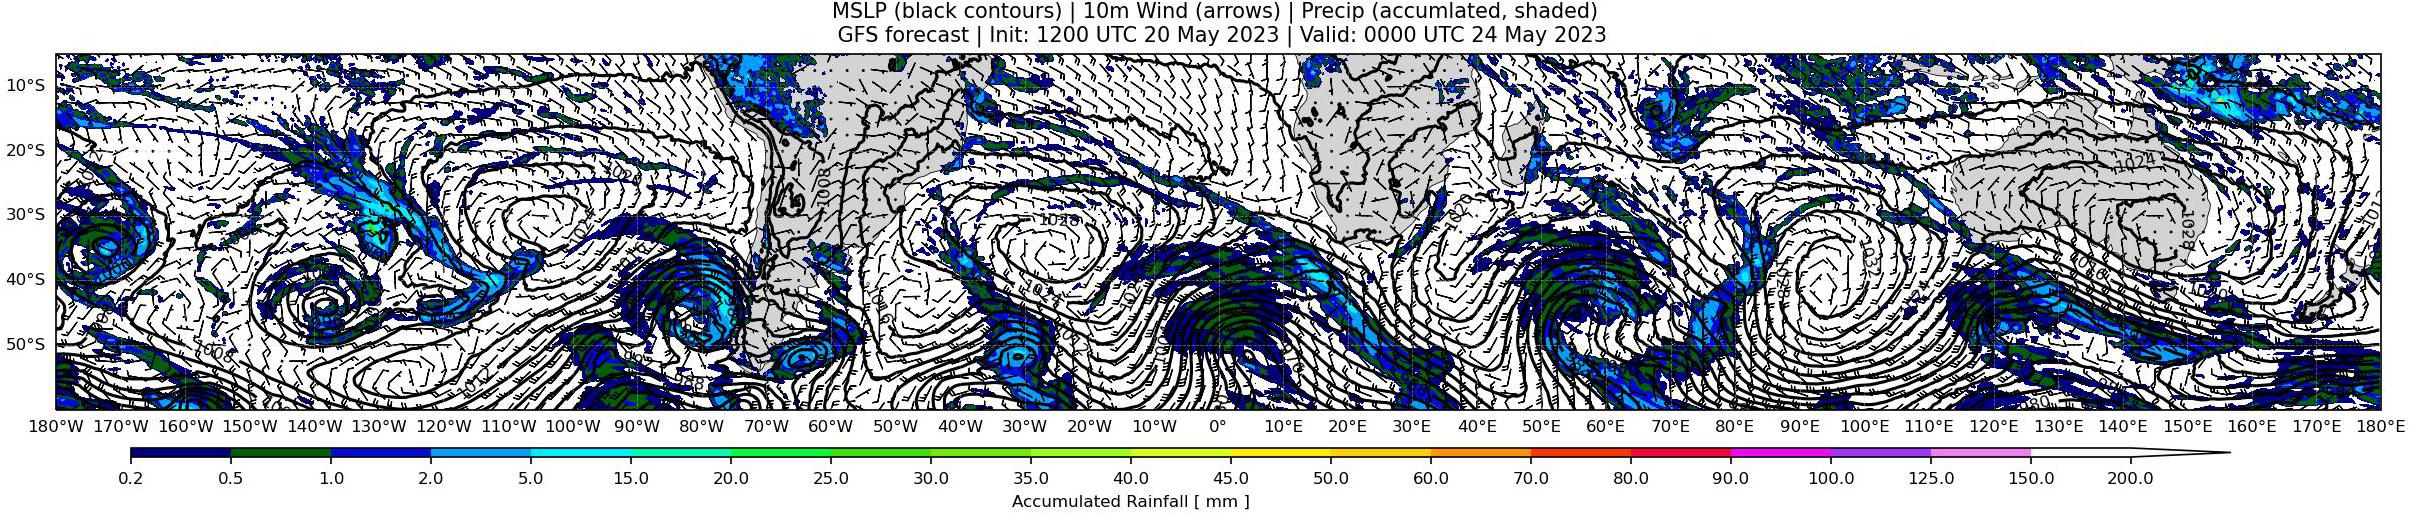 MSLP (black contours) | 10m Wind (arrows) | Precip (accumlated, shaded)
GFS forecast | Init: 1200 UTC 20 May 2023 | Valid: 0000 UTC 24 May 2023
10°S
20°S
30°S
40°S
50°S
1024
1008
1028
1020
1028
1032
1024
1016
1008
1012
988
980
180°W 170°W 160°W 150°W 140°W 130°W 120°W 110°W 100°W 90°W 80°W 70°W 60°W 50°W 40°W 30°W 20°W 10°W 0° 10°E 20°E 30°E 40°E 50°E 60°E 70°E 80°E 90°E 100°E 110°E 120°E 130°E 140°E 150°E 160°E 170°E 180°E
0.2 0.5 1.0 2.0 5.0 15.0 20.0 25.0 30.0 35.0 40.0 45.0 50.0 60.0 70.0 80.0 90.0 100.0 125.0 150.0 200.0
Accumulated Rainfall [ mm ]